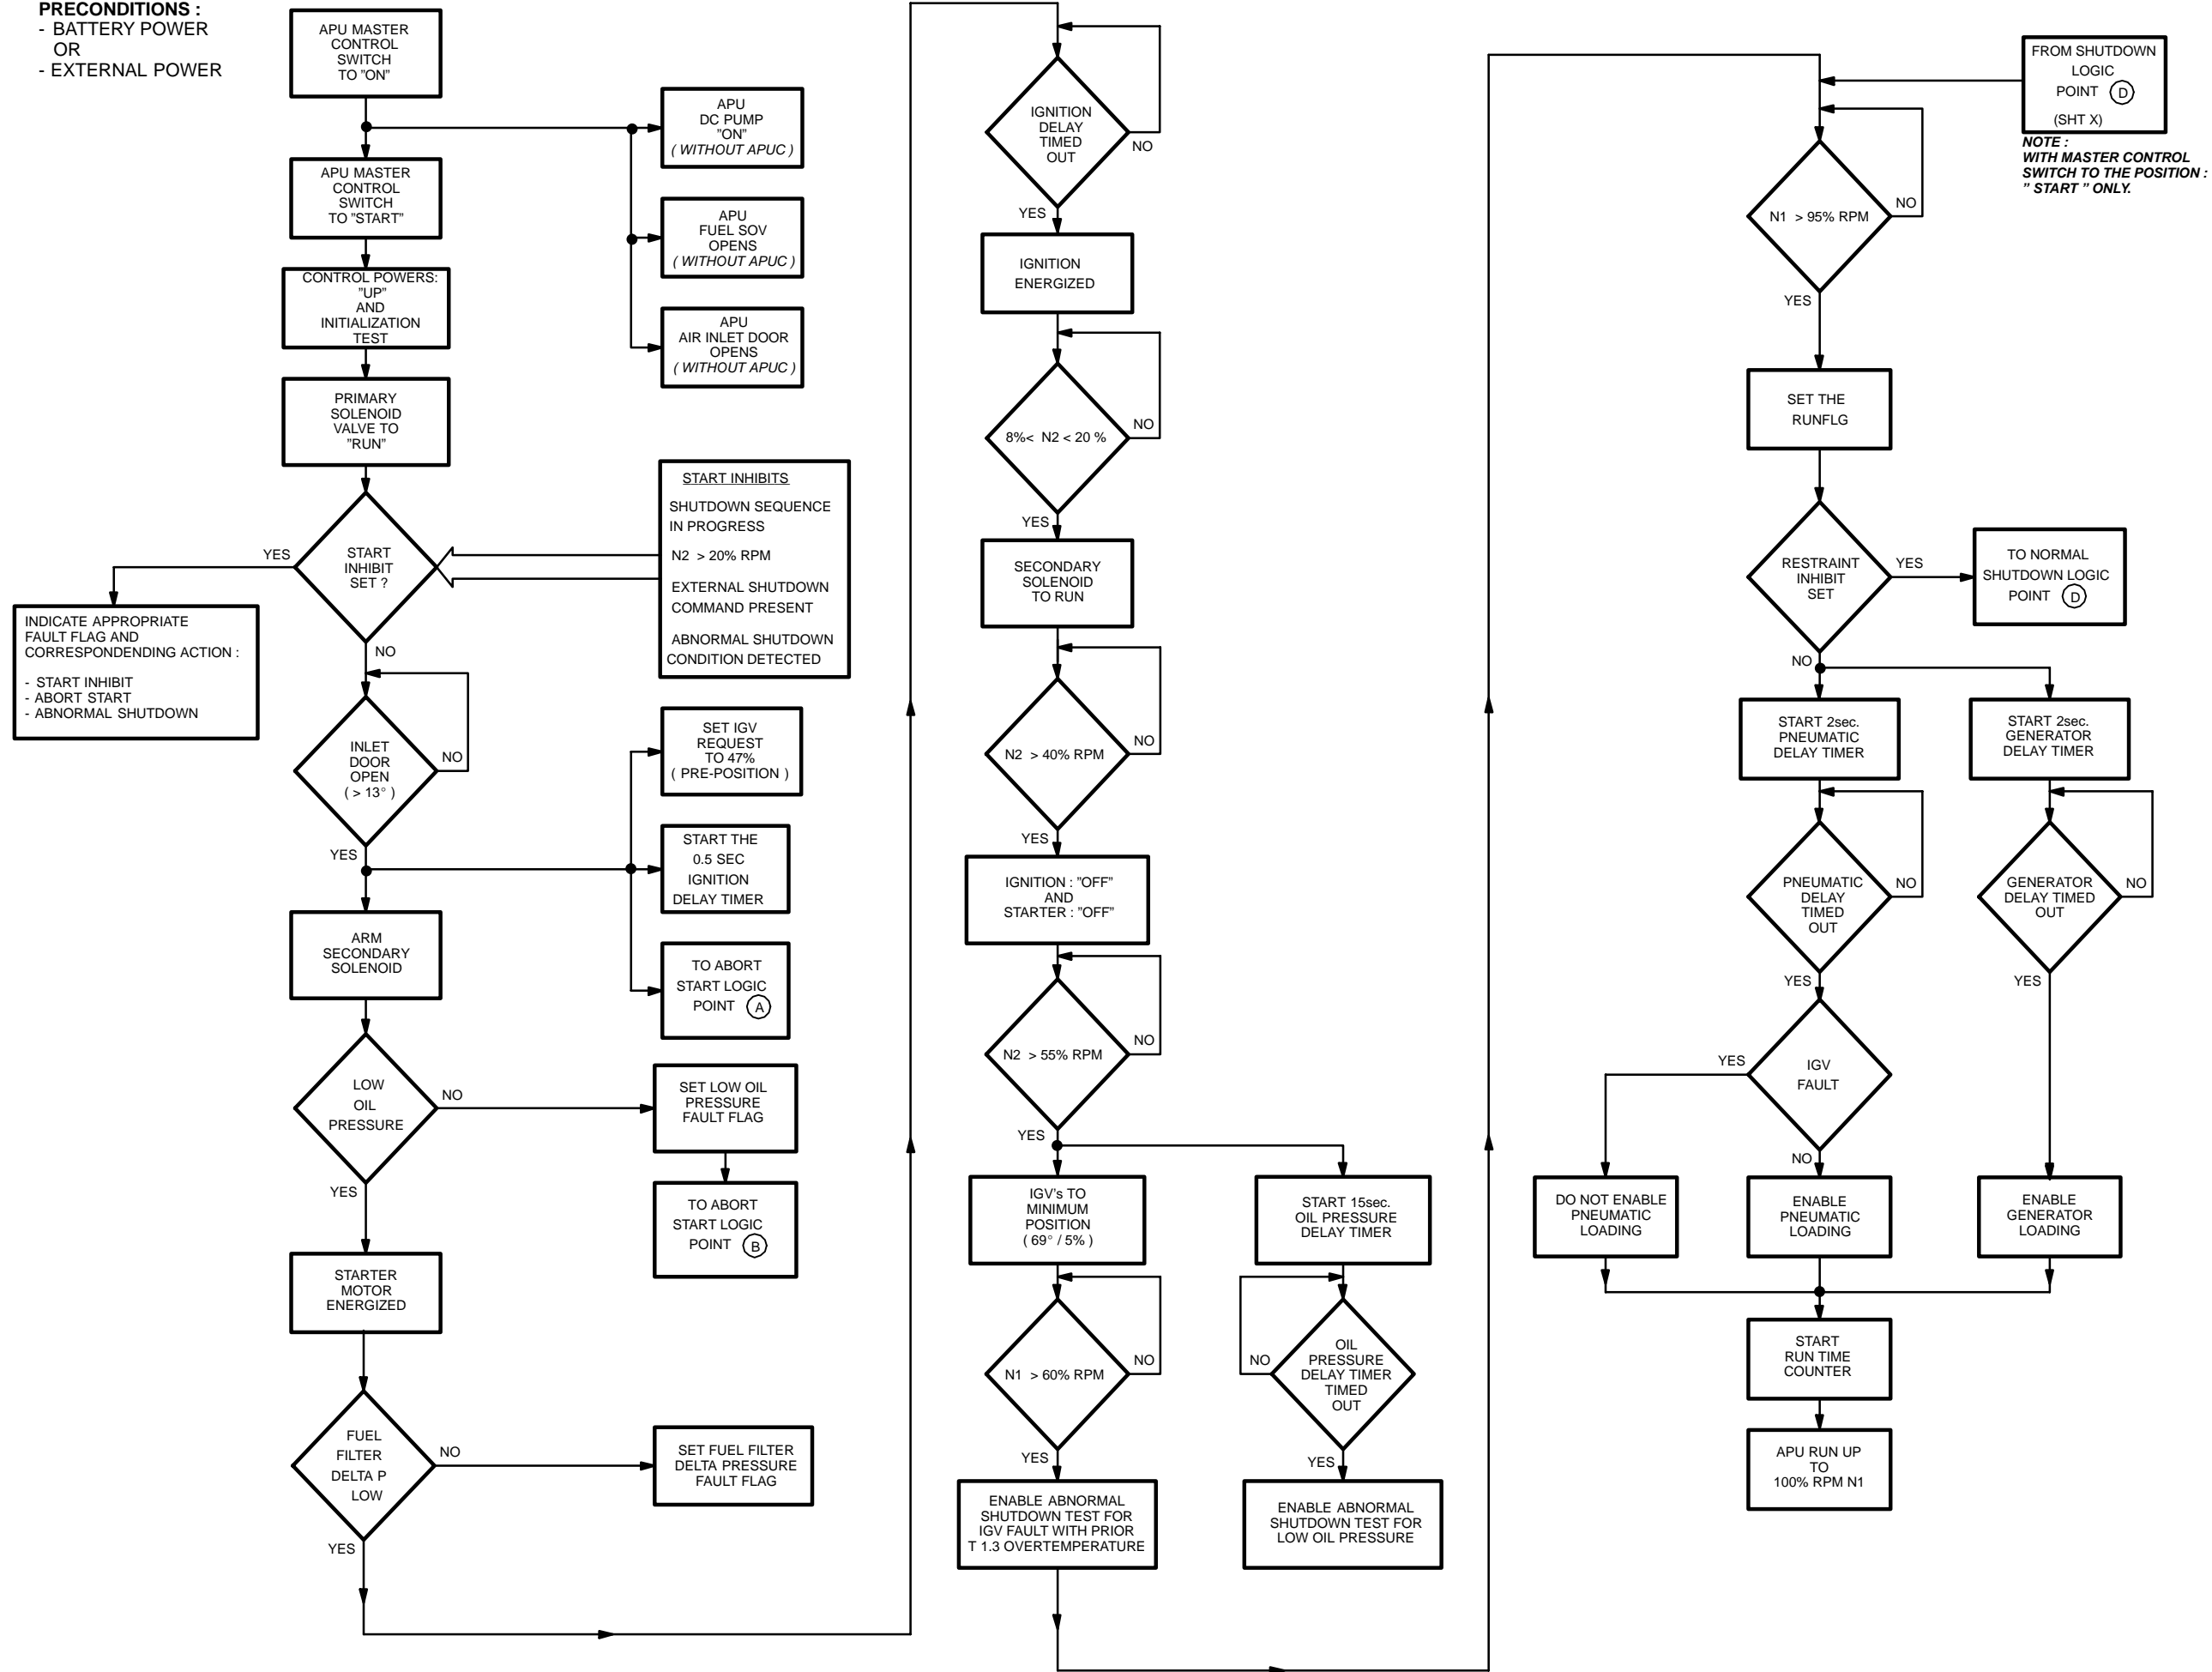 PRECONDITIONS :
- BATTERY POWER
OR
- EXTERNAL POWER
APU MASTER
CONTROL
SWITCH
TO "ON"
APU
DC PUMP
"ON"
( WITHOUT APUC )
APU MASTER
CONTROL
SWITCH
TO "START"
APU
FUEL SOV
OPENS
( WITHOUT APUC )
CONTROL POWERS:
"UP"
AND
INITIALIZATION
TEST
APU
AIR INLET DOOR
OPENS
( WITHOUT APUC )
PRIMARY
SOLENOID
VALVE TO
"RUN"
START INHIBITS
SHUTDOWN SEQUENCE
IN PROGRESS
N2 > 20% RPM
EXTERNAL SHUTDOWN
COMMAND PRESENT
ABNORMAL SHUTDOWN
CONDITION DETECTED
START
INHIBIT
SET ?
YES
NO
INDICATE APPROPRIATE
FAULT FLAG AND
CORRESPONDENDING ACTION :
- START INHIBIT
- ABORT START
- ABNORMAL SHUTDOWN
INLET
DOOR
OPEN
( > 13° )
NO
YES
SET IGV
REQUEST
TO 47%
( PRE-POSITION )
START THE
0.5 SEC
IGNITION
DELAY TIMER
TO ABORT
START LOGIC
POINT A
ARM
SECONDARY
SOLENOID
LOW
OIL
PRESSURE
NO
YES
SET LOW OIL
PRESSURE
FAULT FLAG
TO ABORT
START LOGIC
POINT B
STARTER
MOTOR
ENERGIZED
FUEL
FILTER
DELTA P
LOW
NO
YES
SET FUEL FILTER
DELTA PRESSURE
FAULT FLAG
IGNITION
DELAY
TIMED
OUT
NO
YES
IGNITION
ENERGIZED
8%< N2 < 20 %
NO
YES
SECONDARY
SOLENOID
TO RUN
N2 > 40% RPM
NO
YES
IGNITION : "OFF"
AND
STARTER : "OFF"
N2 > 55% RPM
NO
YES
IGV's TO
MINIMUM
POSITION
( 69° / 5% )
START 15sec.
OIL PRESSURE
DELAY TIMER
N1 > 60% RPM
NO
YES
OIL
PRESSURE
DELAY TIMER
TIMED
OUT
NO
YES
ENABLE ABNORMAL
SHUTDOWN TEST FOR
IGV FAULT WITH PRIOR
T 1.3 OVERTEMPERATURE
ENABLE ABNORMAL
SHUTDOWN TEST FOR
LOW OIL PRESSURE
FROM SHUTDOWN
LOGIC
POINT D
(SHT X)
NOTE :
WITH MASTER CONTROL
SWITCH TO THE POSITION :
" START " ONLY.
N1 > 95% RPM
NO
YES
SET THE
RUNFLG
RESTRAINT
INHIBIT
SET
YES
NO
TO NORMAL
SHUTDOWN LOGIC
POINT D
START 2sec.
PNEUMATIC
DELAY TIMER
START 2sec.
GENERATOR
DELAY TIMER
PNEUMATIC
DELAY
TIMED
OUT
NO
YES
GENERATOR
DELAY TIMED
OUT
NO
YES
IGV
FAULT
YES
NO
DO NOT ENABLE
PNEUMATIC
LOADING
ENABLE
PNEUMATIC
LOADING
ENABLE
GENERATOR
LOADING
START
RUN TIME
COUNTER
APU RUN UP
TO
100% RPM N1